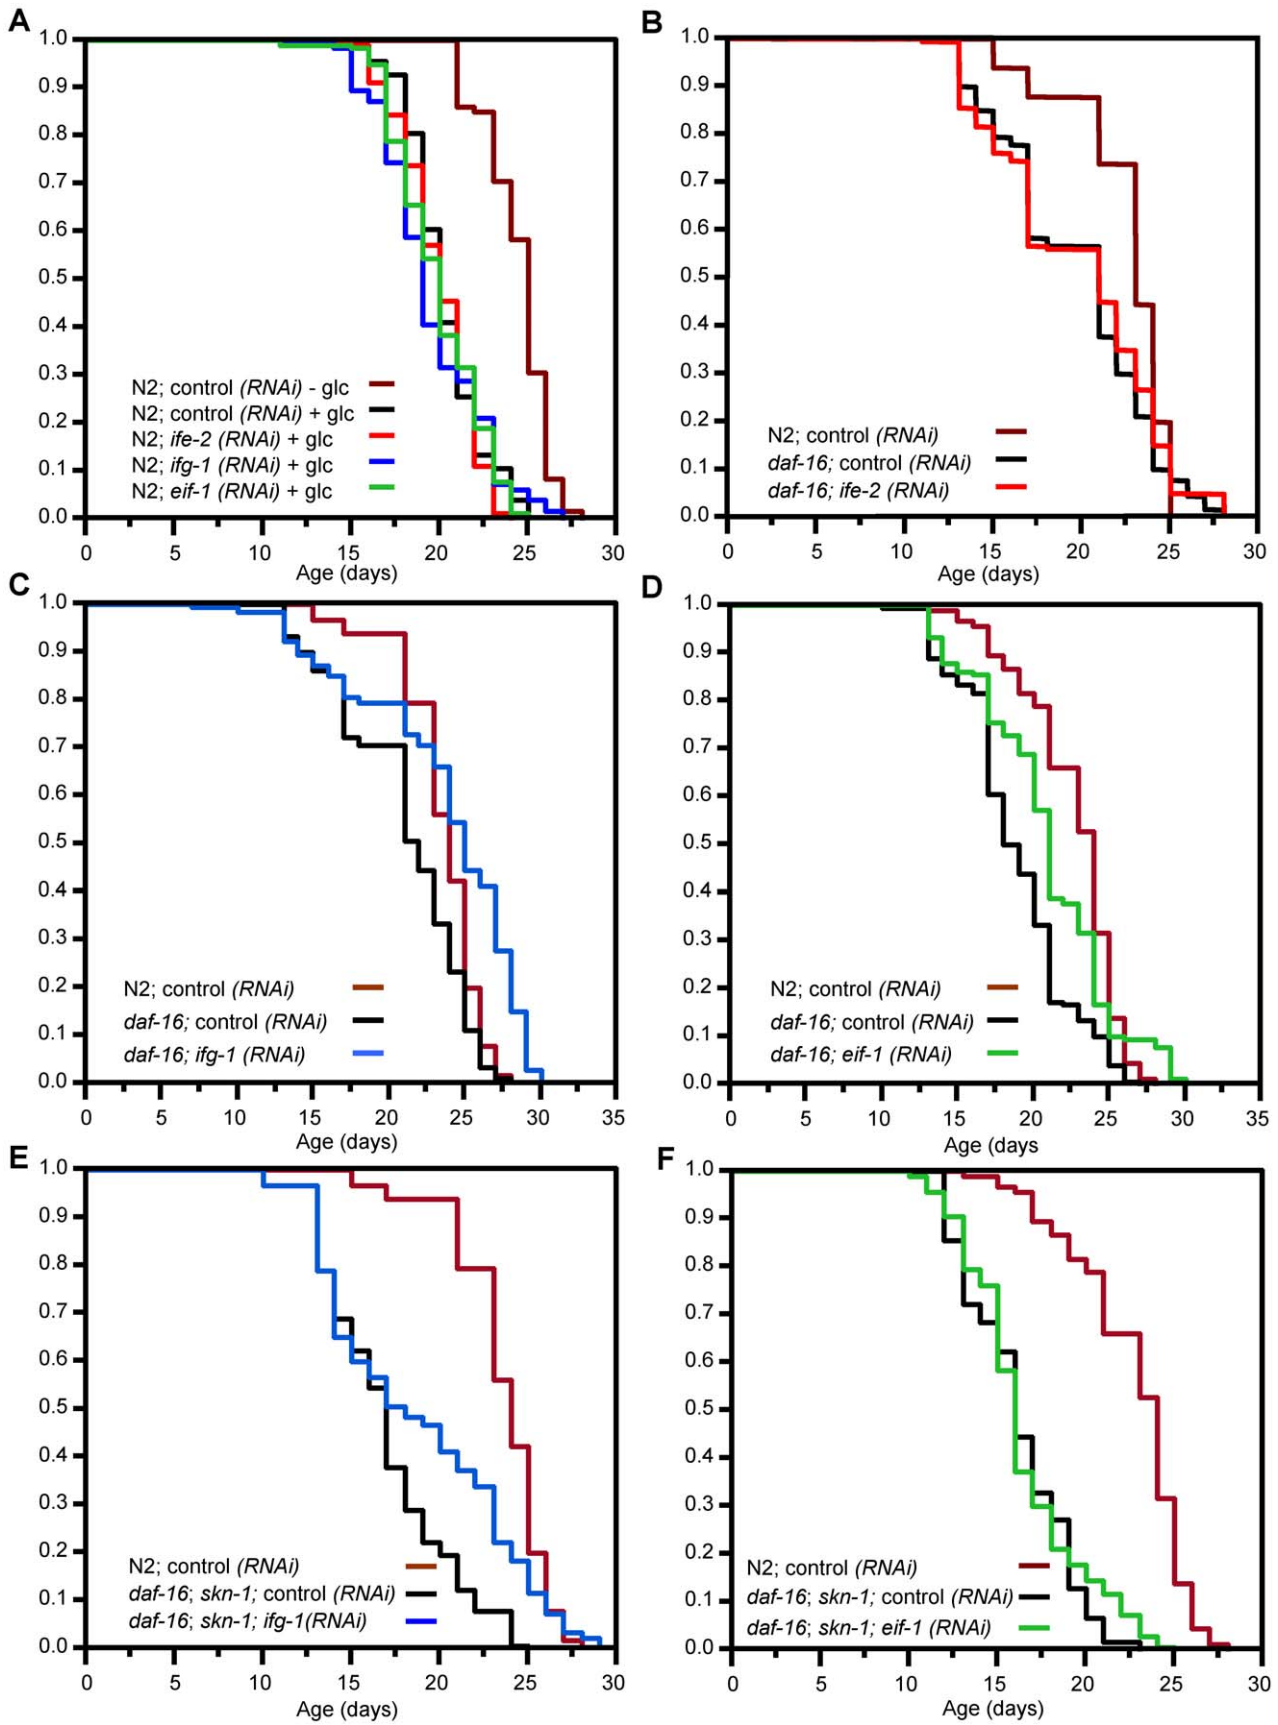 A
1.0
0.9
0.8
0.7
0.6
0.5
0.4
0.3
0.2
0.1
0.0
N2; control (RNAi) - glc
N2; control (RNAi) + glc
N2; ife-2 (RNAi) + glc
N2; ifg-1 (RNAi) + glc
N2; eif-1 (RNAi) + glc
0 5 10 15 20 25 30
Age (days)
B
1.0
0.9
0.8
0.7
0.6
0.5
0.4
0.3
0.2
0.1
0.0
N2; control (RNAi)
daf-16; control (RNAi)
daf-16; ife-2 (RNAi)
0 5 10 15 20 25 30
Age (days)
C
1.0
0.9
0.8
0.7
0.6
0.5
0.4
0.3
0.2
0.1
0.0
N2; control (RNAi)
daf-16; control (RNAi)
daf-16; ifg-1 (RNAi)
0 5 10 15 20 25 30 35
Age (days)
D
1.0
0.9
0.8
0.7
0.6
0.5
0.4
0.3
0.2
0.1
0.0
N2; control (RNAi)
daf-16; control (RNAi)
daf-16; eif-1 (RNAi)
0 5 10 15 20 25 30 35
Age (days
E
1.0
0.9
0.8
0.7
0.6
0.5
0.4
0.3
0.2
0.1
0.0
N2; control (RNAi)
daf-16; skn-1; control (RNAi)
daf-16; skn-1; ifg-1(RNAi)
0 5 10 15 20 25 30
Age (days)
F
1.0
0.9
0.8
0.7
0.6
0.5
0.4
0.3
0.2
0.1
0.0
N2; control (RNAi)
daf-16; skn-1; control (RNAi)
daf-16; skn-1; eif-1 (RNAi)
0 5 10 15 20 25 30
Age (days)